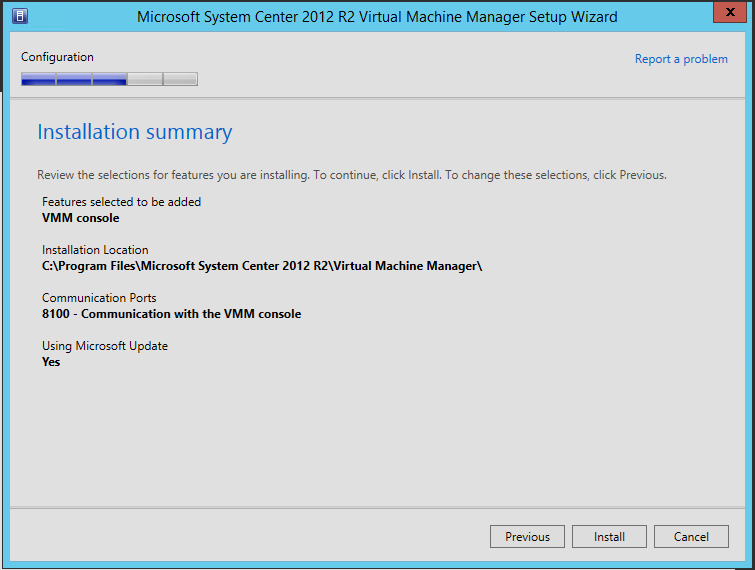 Microsoft System Center 2012 R2 Virtual Machine Manager Setup Wizard
x
Configuration
Report a problem
Installation summary
Review the selections for features you are installing. To continue, click Install. To change these selections, click Previous.
Features selected to be added
VMM console
Installation Location
C:\Program Files\Microsoft System Center 2012 R2\Virtual Machine Manager\
Communication Ports
8100 - Communication with the VMM console
Using Microsoft Update
Yes
Previous
Install
Cancel